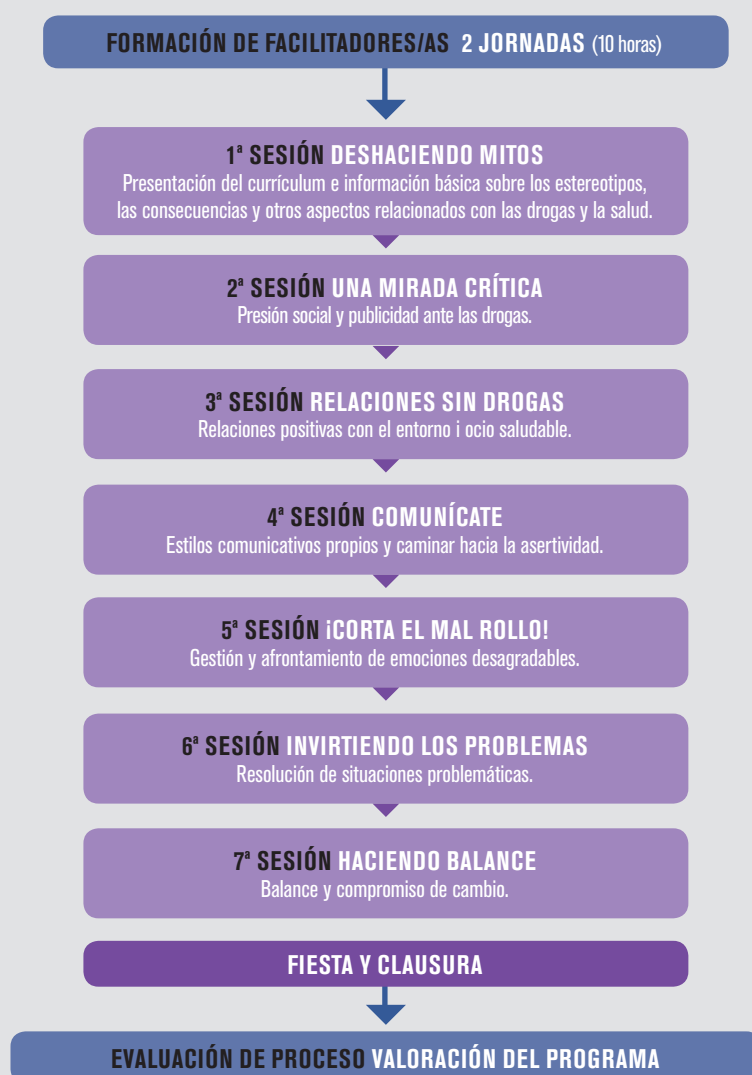 FORMACIÓN DE FACILITADORES/AS 2 JORNADAS (10 horas)
1ª SESIÓN DESHACIENDO MITOS
Presentación del currículum e información básica sobre los estereotipos,
las consecuencias y otros aspectos relacionados con las drogas y la salud.
2ª SESIÓN UNA MIRADA CRÍTICA
Presión social y publicidad ante las drogas.
3ª SESIÓN RELACIONES SIN DROGAS
Relaciones positivas con el entorno i ocio saludable.
4ª SESIÓN COMUNÍCATE
Estilos comunicativos propios y caminar hacia la asertividad.
5ª SESIÓN ¡CORTA EL MAL ROLLO!
Gestión y afrontamiento de emociones desagradables.
6ª SESIÓN INVIRTIENDO LOS PROBLEMAS
Resolución de situaciones problemáticas.
7ª SESIÓN HACIENDO BALANCE
Balance y compromiso de cambio.
FIESTA Y CLAUSURA
EVALUACIÓN DE PROCESO VALORACIÓN DEL PROGRAMA